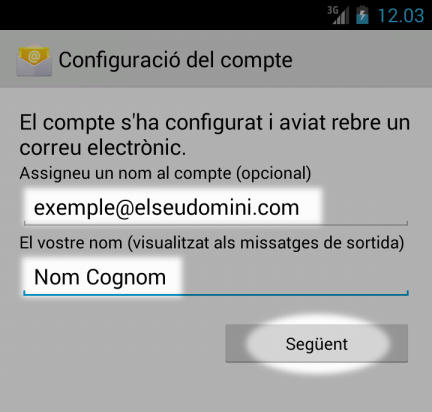 3G 12.03
Configuració del compte
El compte s'ha configurat i aviat rebre un
correu electrònic.
Assigneu un nom al compte (opcional)
exemple@elseudomini.com
El vostre nom (visualitzat als missatges de sortida)
Nom Cognom
Següent